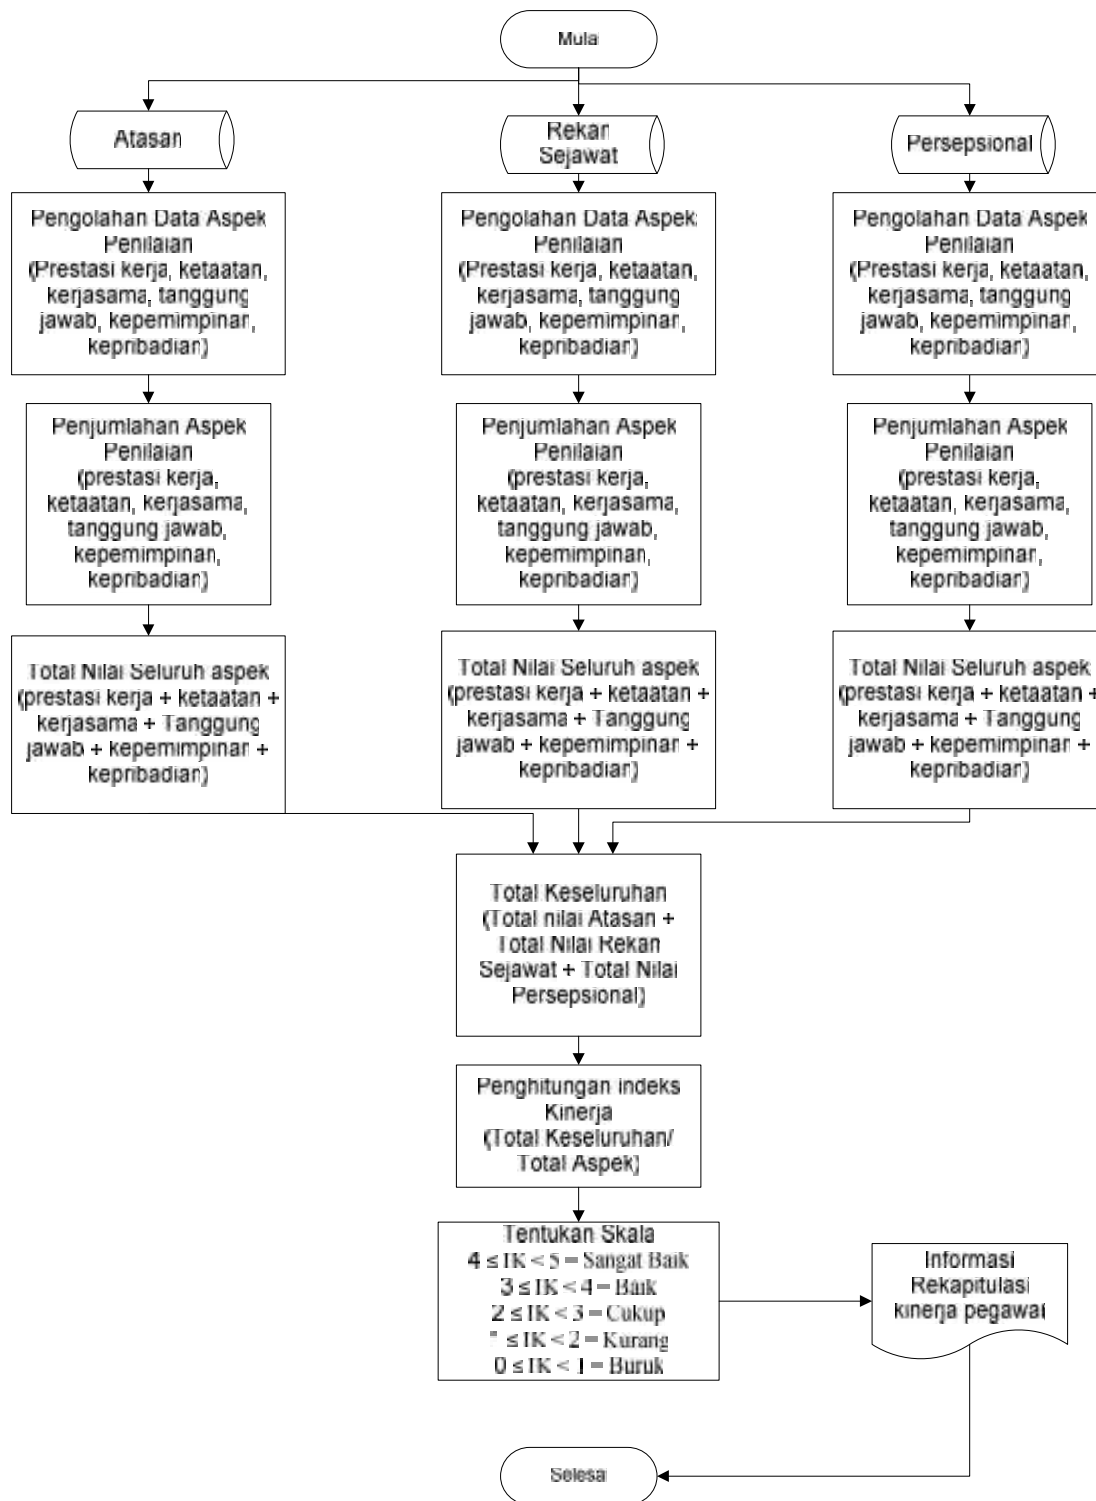 Mulai
Atasan
Rekan
Sejawat
Persepsional
Pengolahan Data Aspek
Penilaian
(Prestasi kerja, ketaatan,
kerjasama, tanggung
jawab, kepemimpinan,
kepribadian)
Pengolahan Data Aspek
Penilaian
(Prestasi kerja, ketaatan,
kerjasama, tanggung
jawab, kepemimpinan,
kepribadian)
Pengolahan Data Aspek
Penilaian
(Prestasi kerja, ketaatan,
kerjasama, tanggung
jawab, kepemimpinan,
kepribadian)
Penjumlahan Aspek
Penilaian
(prestasi kerja,
ketaatan, kerjasama,
tanggung jawab,
kepemimpinan,
kepribadian)
Penjumlahan Aspek
Penilaian
(prestasi kerja,
ketaatan, kerjasama,
tanggung jawab,
kepemimpinan,
kepribadian)
Penjumlahan Aspek
Penilaian
(prestasi kerja,
ketaatan, kerjasama,
tanggung jawab,
kepemimpinan,
kepribadian)
Total Nilai Seluruh aspek
(prestasi kerja + ketaatan +
kerjasama + Tanggung
jawab + kepemimpinan +
kepribadian)
Total Nilai Seluruh aspek
(prestasi kerja + ketaatan +
kerjasama + Tanggung
jawab + kepemimpinan +
kepribadian)
Total Nilai Seluruh aspek
(prestasi kerja + ketaatan +
kerjasama + Tanggung
jawab + kepemimpinan +
kepribadian)
Total Keseluruhan
(Total nilai Atasan +
Total Nilai Rekan
Sejawat + Total Nilai
Persepsional)
Penghitungan indeks
Kinerja
(Total Keseluruhan/
Total Aspek)
Tentukan Skala
4 ≤ IK < 5 = Sangat Baik
3 ≤ IK < 4 = Baik
2 ≤ IK < 3 = Cukup
1 ≤ IK < 2 = Kurang
0 ≤ IK < 1 = Buruk
Informasi
Rekapitulasi
kinerja pegawai
Selesai